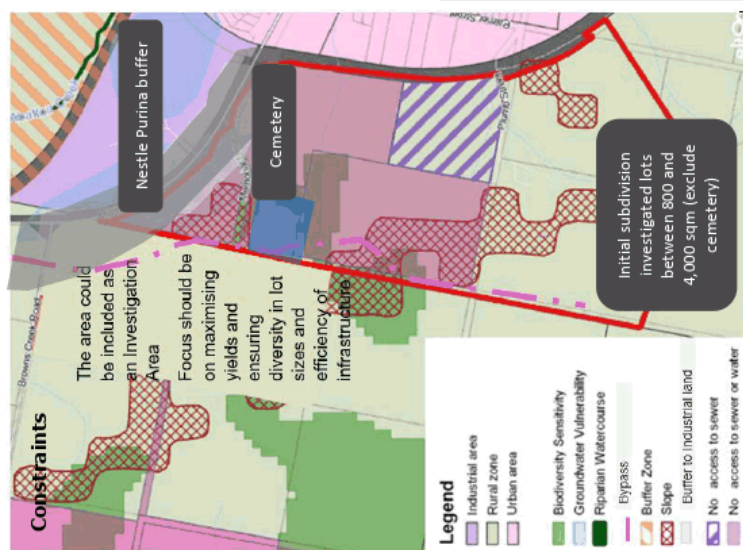 Constraints
Browns Creek Road
The area could
be included as
an Investigation
Area
Focus should be
on maximising
yields and
ensuring
diversity in lot
sizes and
efficiency of
infrastructure
Nestle Purina buffer
Cemetery
Palmer Street
Plumb Street
Initial subdivision
investigated lots
between 800 and
4,000 sqm (exclude
cemetery)
Legend
Industrial area
Rural zone
Urban area
Biodiversity Sensitivity
Groundwater Vulnerability
Riparian Watercourse
Bypass
Buffer Zone
Slope
Buffer to Industrial land
No access to sewer
No access to sewer or water